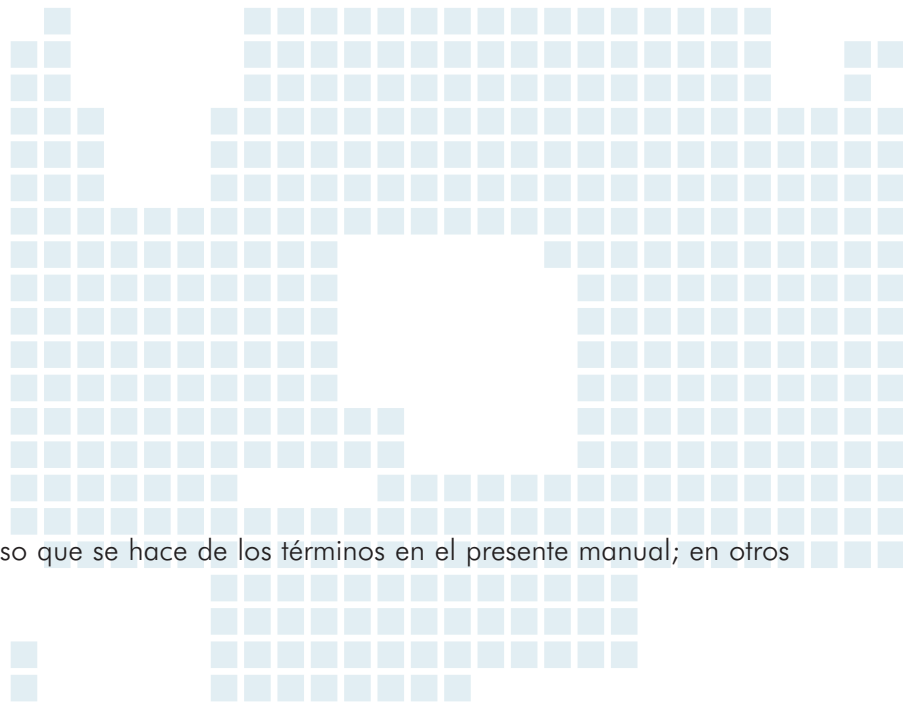 so que se hace de los términos en el presente manual; en otros